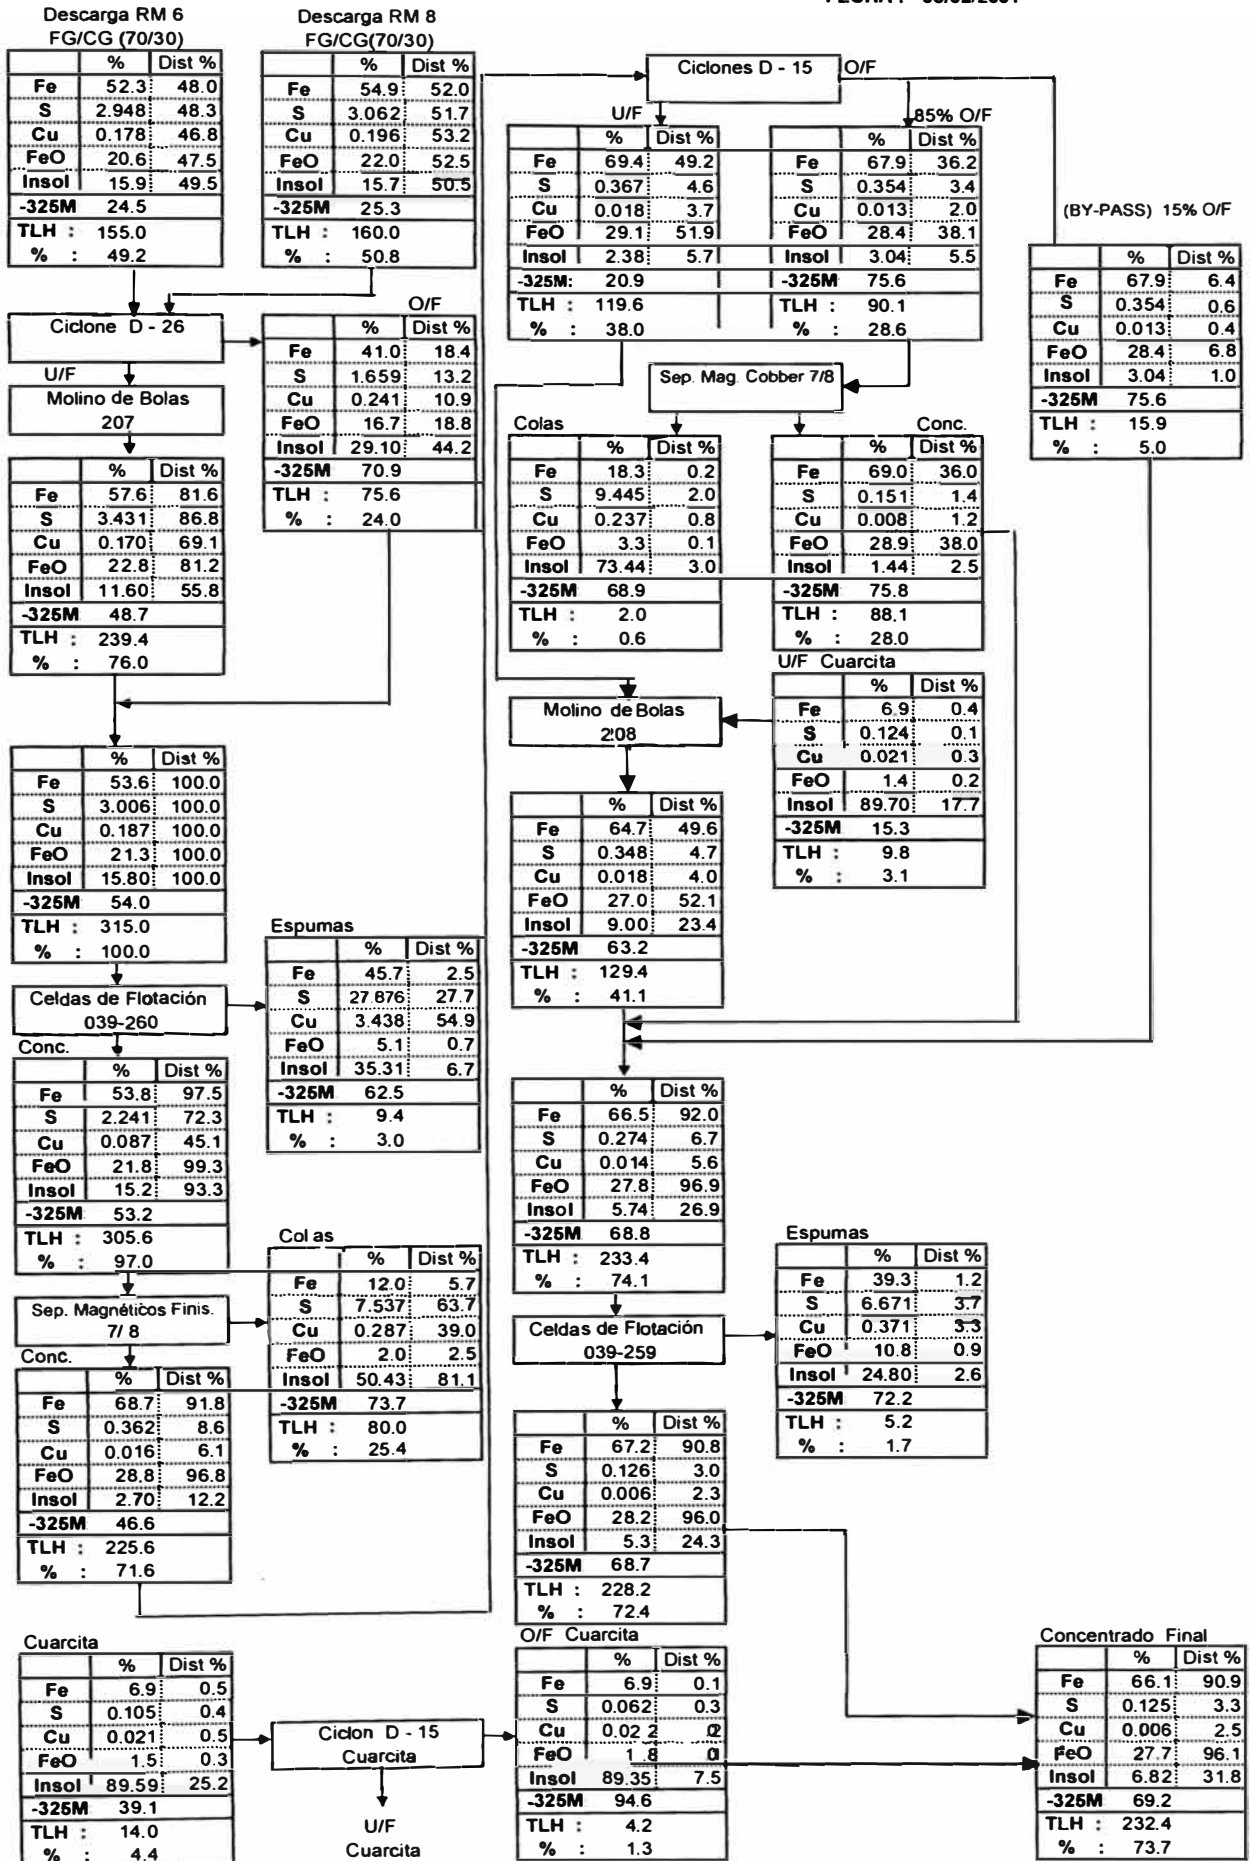 Descarga RM 6
FG/CG (70/30)
% Dist %
Fe 52.3 48.0
S 2.948 48.3
Cu 0.178 46.8
FeO 20.6 47.5
Insol 15.9 49.5
-325M 24.5
TLH : 155.0
% : 49.2
Descarga RM 8
FG/CG(70/30)
% Dist %
Fe 54.9 52.0
S 3.062 51.7
Cu 0.196 53.2
FeO 22.0 52.5
Insol 15.7 50.5
-325M 25.3
TLH : 160.0
% : 50.8
Ciclone D - 26
O/F
% Dist %
Fe 41.0 18.4
S 1.659 13.2
Cu 0.241 10.9
FeO 16.7 18.8
Insol 29.10 44.2
-325M 70.9
TLH : 75.6
% : 24.0
U/F
Molino de Bolas
207
% Dist %
Fe 57.6 81.6
S 3.431 86.8
Cu 0.170 69.1
FeO 22.8 81.2
Insol 11.60 55.8
-325M 48.7
TLH : 239.4
% : 76.0
% Dist %
Fe 53.6 100.0
S 3.006 100.0
Cu 0.187 100.0
FeO 21.3 100.0
Insol 15.80 100.0
-325M 54.0
TLH : 315.0
% : 100.0
Celdas de Flotación
039-260
Espumas
% Dist %
Fe 45.7 2.5
S 27.876 27.7
Cu 3.438 54.9
FeO 5.1 0.7
Insol 35.31 6.7
-325M 62.5
TLH : 9.4
% : 3.0
Conc.
% Dist %
Fe 53.8 97.5
S 2.241 72.3
Cu 0.087 45.1
FeO 21.8 99.3
Insol 15.2 93.3
-325M 53.2
TLH : 305.6
% : 97.0
Sep. Magnéticos Finis.
7/ 8
Col as
% Dist %
Fe 12.0 5.7
S 7.537 63.7
Cu 0.287 39.0
FeO 2.0 2.5
Insol 50.43 81.1
-325M 73.7
TLH : 80.0
% : 25.4
Conc.
% Dist %
Fe 68.7 91.8
S 0.362 8.6
Cu 0.016 6.1
FeO 28.8 96.8
Insol 2.70 12.2
-325M 46.6
TLH : 225.6
% : 71.6
Ciclones D - 15
O/F
U/F
% Dist %
Fe 69.4 49.2
S 0.367 4.6
Cu 0.018 3.7
FeO 29.1 51.9
Insol 2.38 5.7
-325M: 20.9
TLH : 119.6
% : 38.0
85% O/F
% Dist %
Fe 67.9 36.2
S 0.354 3.4
Cu 0.013 2.0
FeO 28.4 38.1
Insol 3.04 5.5
-325M 75.6
TLH : 90.1
% : 28.6
(BY-PASS) 15% O/F
% Dist %
Fe 67.9 6.4
S 0.354 0.6
Cu 0.013 0.4
FeO 28.4 6.8
Insol 3.04 1.0
-325M 75.6
TLH : 15.9
% : 5.0
Sep. Mag. Cobber 7/8
Colas
% Dist %
Fe 18.3 0.2
S 9.445 2.0
Cu 0.237 0.8
FeO 3.3 0.1
Insol 73.44 3.0
-325M 68.9
TLH : 2.0
% : 0.6
Conc.
% Dist %
Fe 69.0 36.0
S 0.151 1.4
Cu 0.008 1.2
FeO 28.9 38.0
Insol 1.44 2.5
-325M 75.8
TLH : 88.1
% : 28.0
U/F Cuarcita
% Dist %
Fe 6.9 0.4
S 0.124 0.1
Cu 0.021 0.3
FeO 1.4 0.2
Insol 89.70 17.7
-325M 15.3
TLH : 9.8
% : 3.1
Molino de Bolas
208
% Dist %
Fe 64.7 49.6
S 0.348 4.7
Cu 0.018 4.0
FeO 27.0 52.1
Insol 9.00 23.4
-325M 63.2
TLH : 129.4
% : 41.1
% Dist %
Fe 66.5 92.0
S 0.274 6.7
Cu 0.014 5.6
FeO 27.8 96.9
Insol 5.74 26.9
-325M 68.8
TLH : 233.4
% : 74.1
Celdas de Flotación
039-259
Espumas
% Dist %
Fe 39.3 1.2
S 6.671 3.7
Cu 0.371 3.3
FeO 10.8 0.9
Insol 24.80 2.6
-325M 72.2
TLH : 5.2
% : 1.7
% Dist %
Fe 67.2 90.8
S 0.126 3.0
Cu 0.006 2.3
FeO 28.2 96.0
Insol 5.3 24.3
-325M 68.7
TLH : 228.2
% : 72.4
Cuarcita
% Dist %
Fe 6.9 0.5
S 0.105 0.4
Cu 0.021 0.5
FeO 1.5 0.3
Insol 89.59 25.2
-325M 39.1
TLH : 14.0
% : 4.4
Ciclon D - 15
Cuarcita
U/F
Cuarcita
O/F Cuarcita
% Dist %
Fe 6.9 0.1
S 0.062 0.3
Cu 0.02 2
FeO 1.8
Insol 89.35 7.5
-325M 94.6
TLH : 4.2
% : 1.3
Concentrado Final
% Dist %
Fe 66.1 90.9
S 0.125 3.3
Cu 0.006 2.5
FeO 27.7 96.1
Insol 6.82 31.8
-325M 69.2
TLH : 232.4
% : 73.7